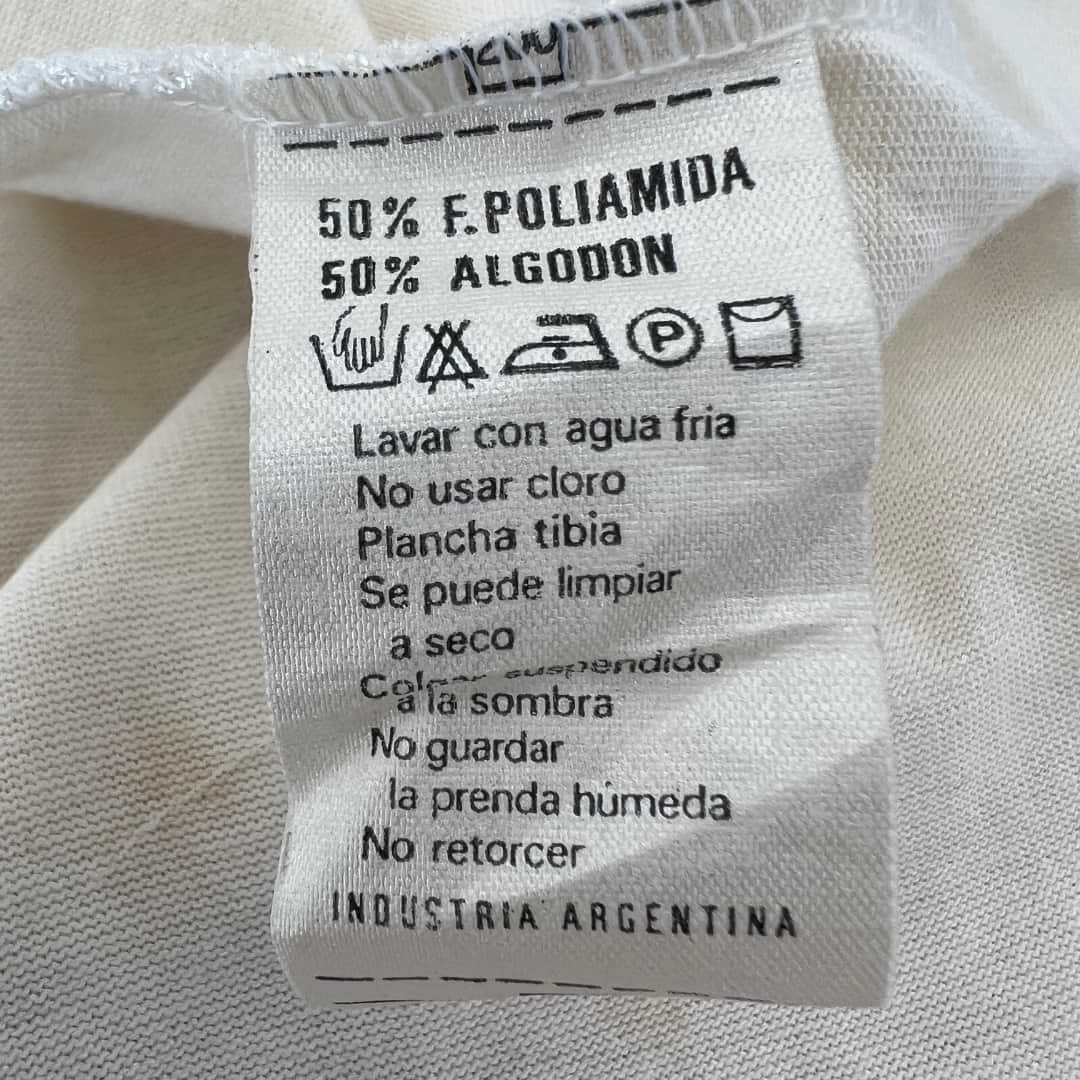 50% F.POLIAMIDA
50% ALGODON
P
Lavar con agua fria
No usar cloro
Plancha tibia
Se puede limpiar
a seco
suspendido
a la sombra
No guardar
la prenda húmeda
No retorcer
INDUSTRIA ARGENTINA